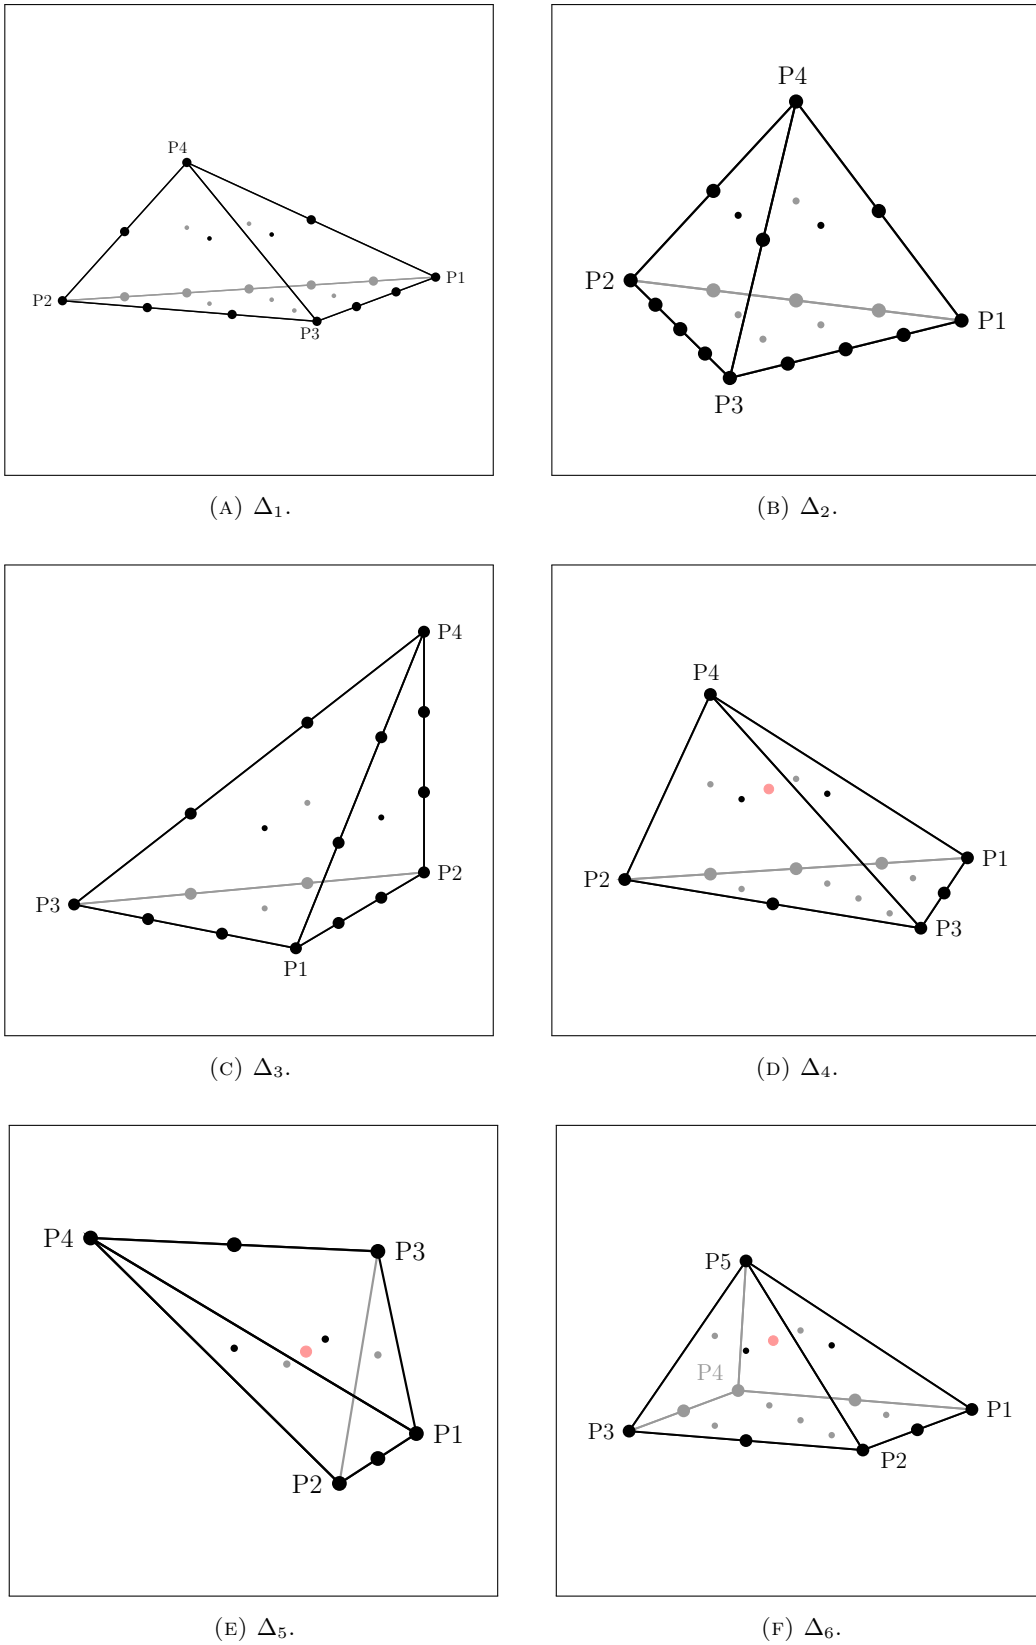 P4
P2
P1
P3
(A) Δ₁.
P4
P2
P1
P3
(B) Δ₂.
P4
P3
P2
P1
(C) Δ₃.
P4
P2
P1
P3
(D) Δ₄.
P4
P3
P1
P2
(E) Δ₅.
P5
P4
P3
P1
P2
(F) Δ₆.